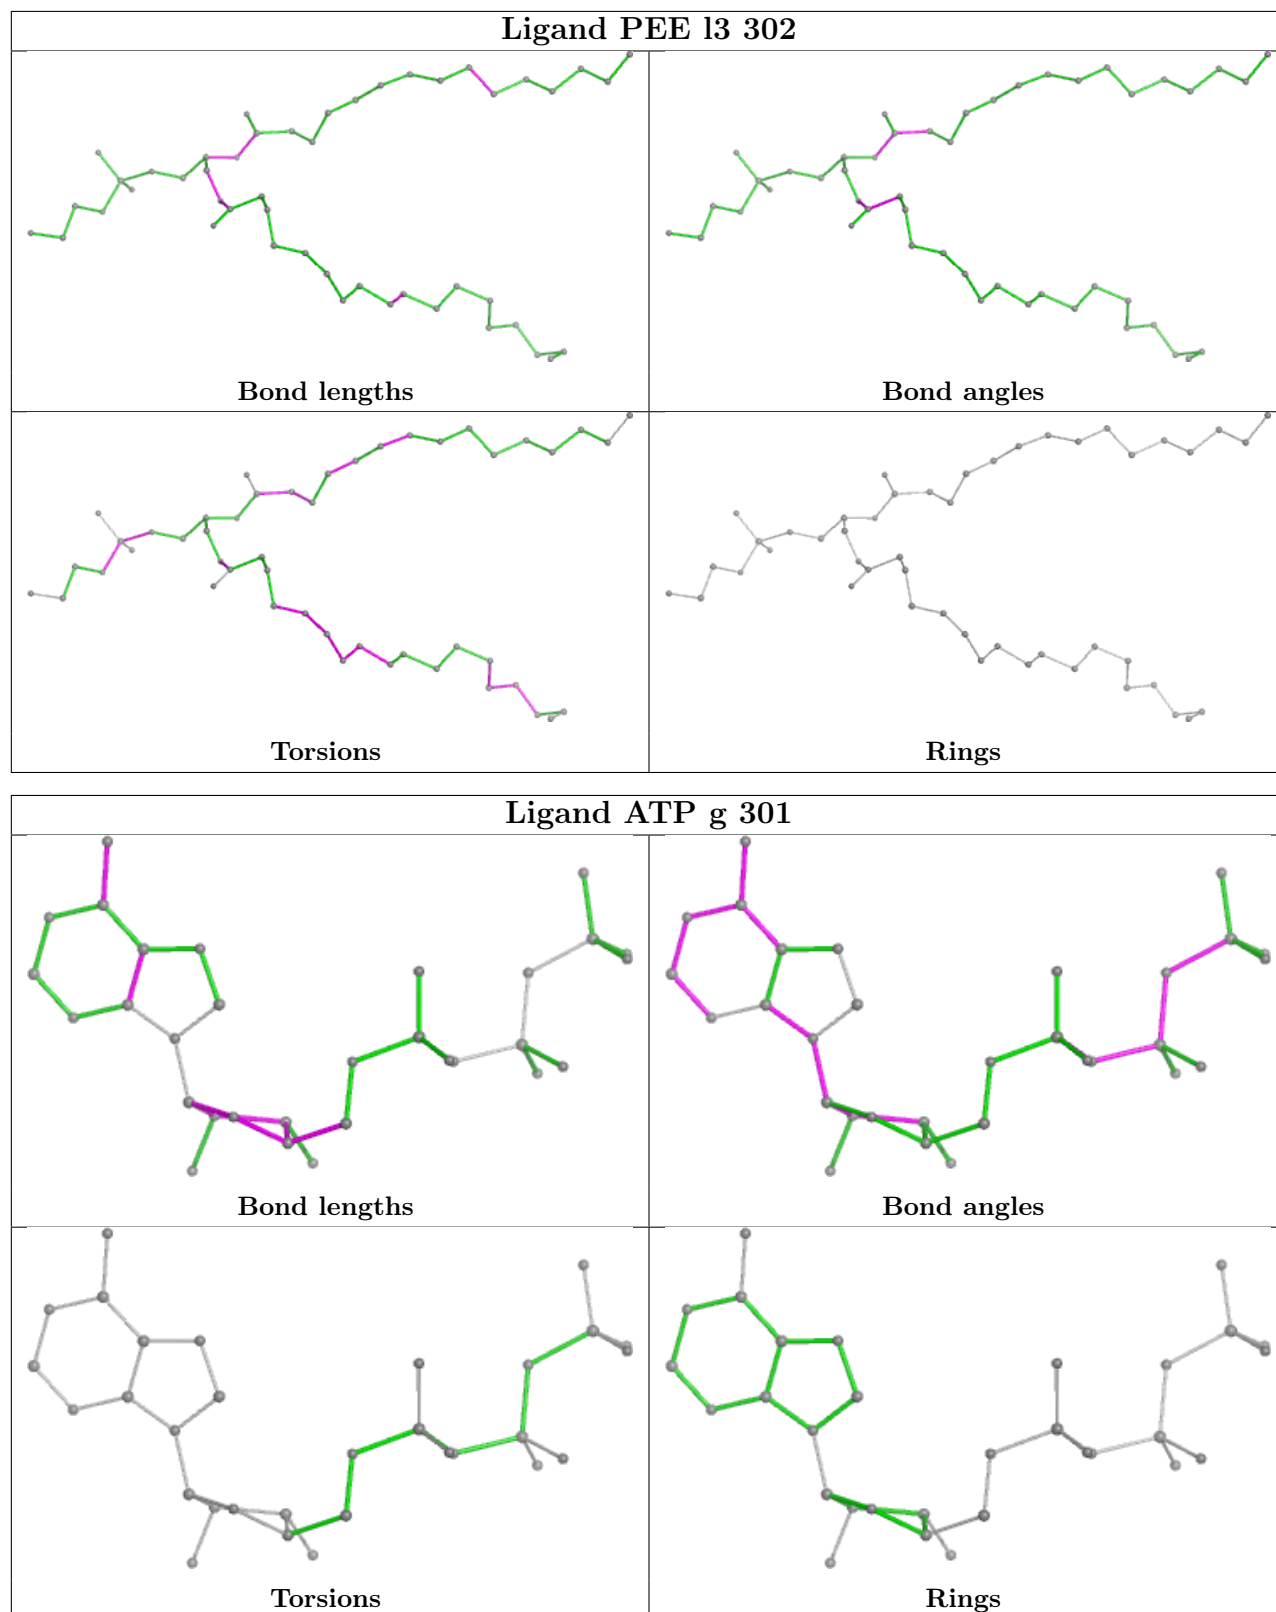 Ligand PEE l3 302
Bond lengths
Bond angles
Torsions
Rings
Ligand ATP g 301
Bond lengths
Bond angles
Torsions
Rings